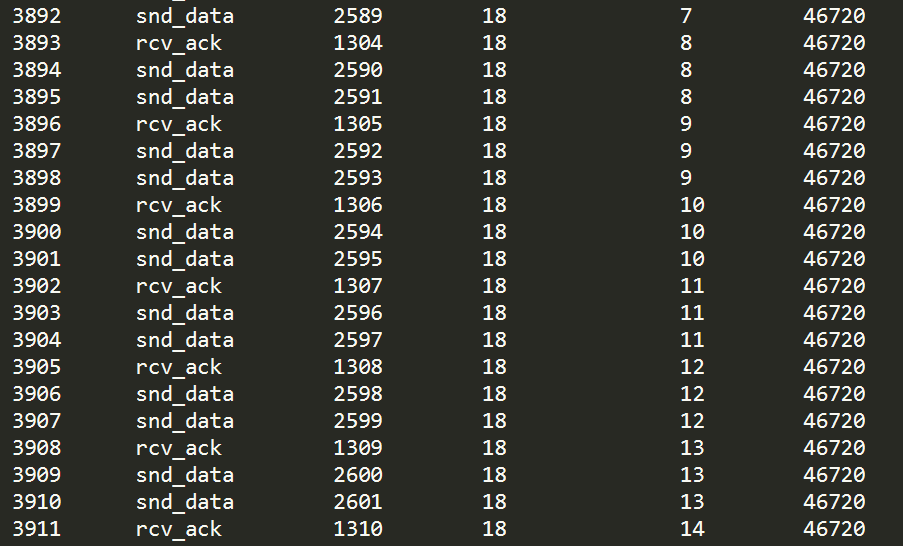 3892 snd_data 2589 18 7 46720
3893 rcv_ack 1304 18 8 46720
3894 snd_data 2590 18 8 46720
3895 snd_data 2591 18 8 46720
3896 rcv_ack 1305 18 9 46720
3897 snd_data 2592 18 9 46720
3898 snd_data 2593 18 9 46720
3899 rcv_ack 1306 18 10 46720
3900 snd_data 2594 18 10 46720
3901 snd_data 2595 18 10 46720
3902 rcv_ack 1307 18 11 46720
3903 snd_data 2596 18 11 46720
3904 snd_data 2597 18 11 46720
3905 rcv_ack 1308 18 12 46720
3906 snd_data 2598 18 12 46720
3907 snd_data 2599 18 12 46720
3908 rcv_ack 1309 18 13 46720
3909 snd_data 2600 18 13 46720
3910 snd_data 2601 18 13 46720
3911 rcv_ack 1310 18 14 46720